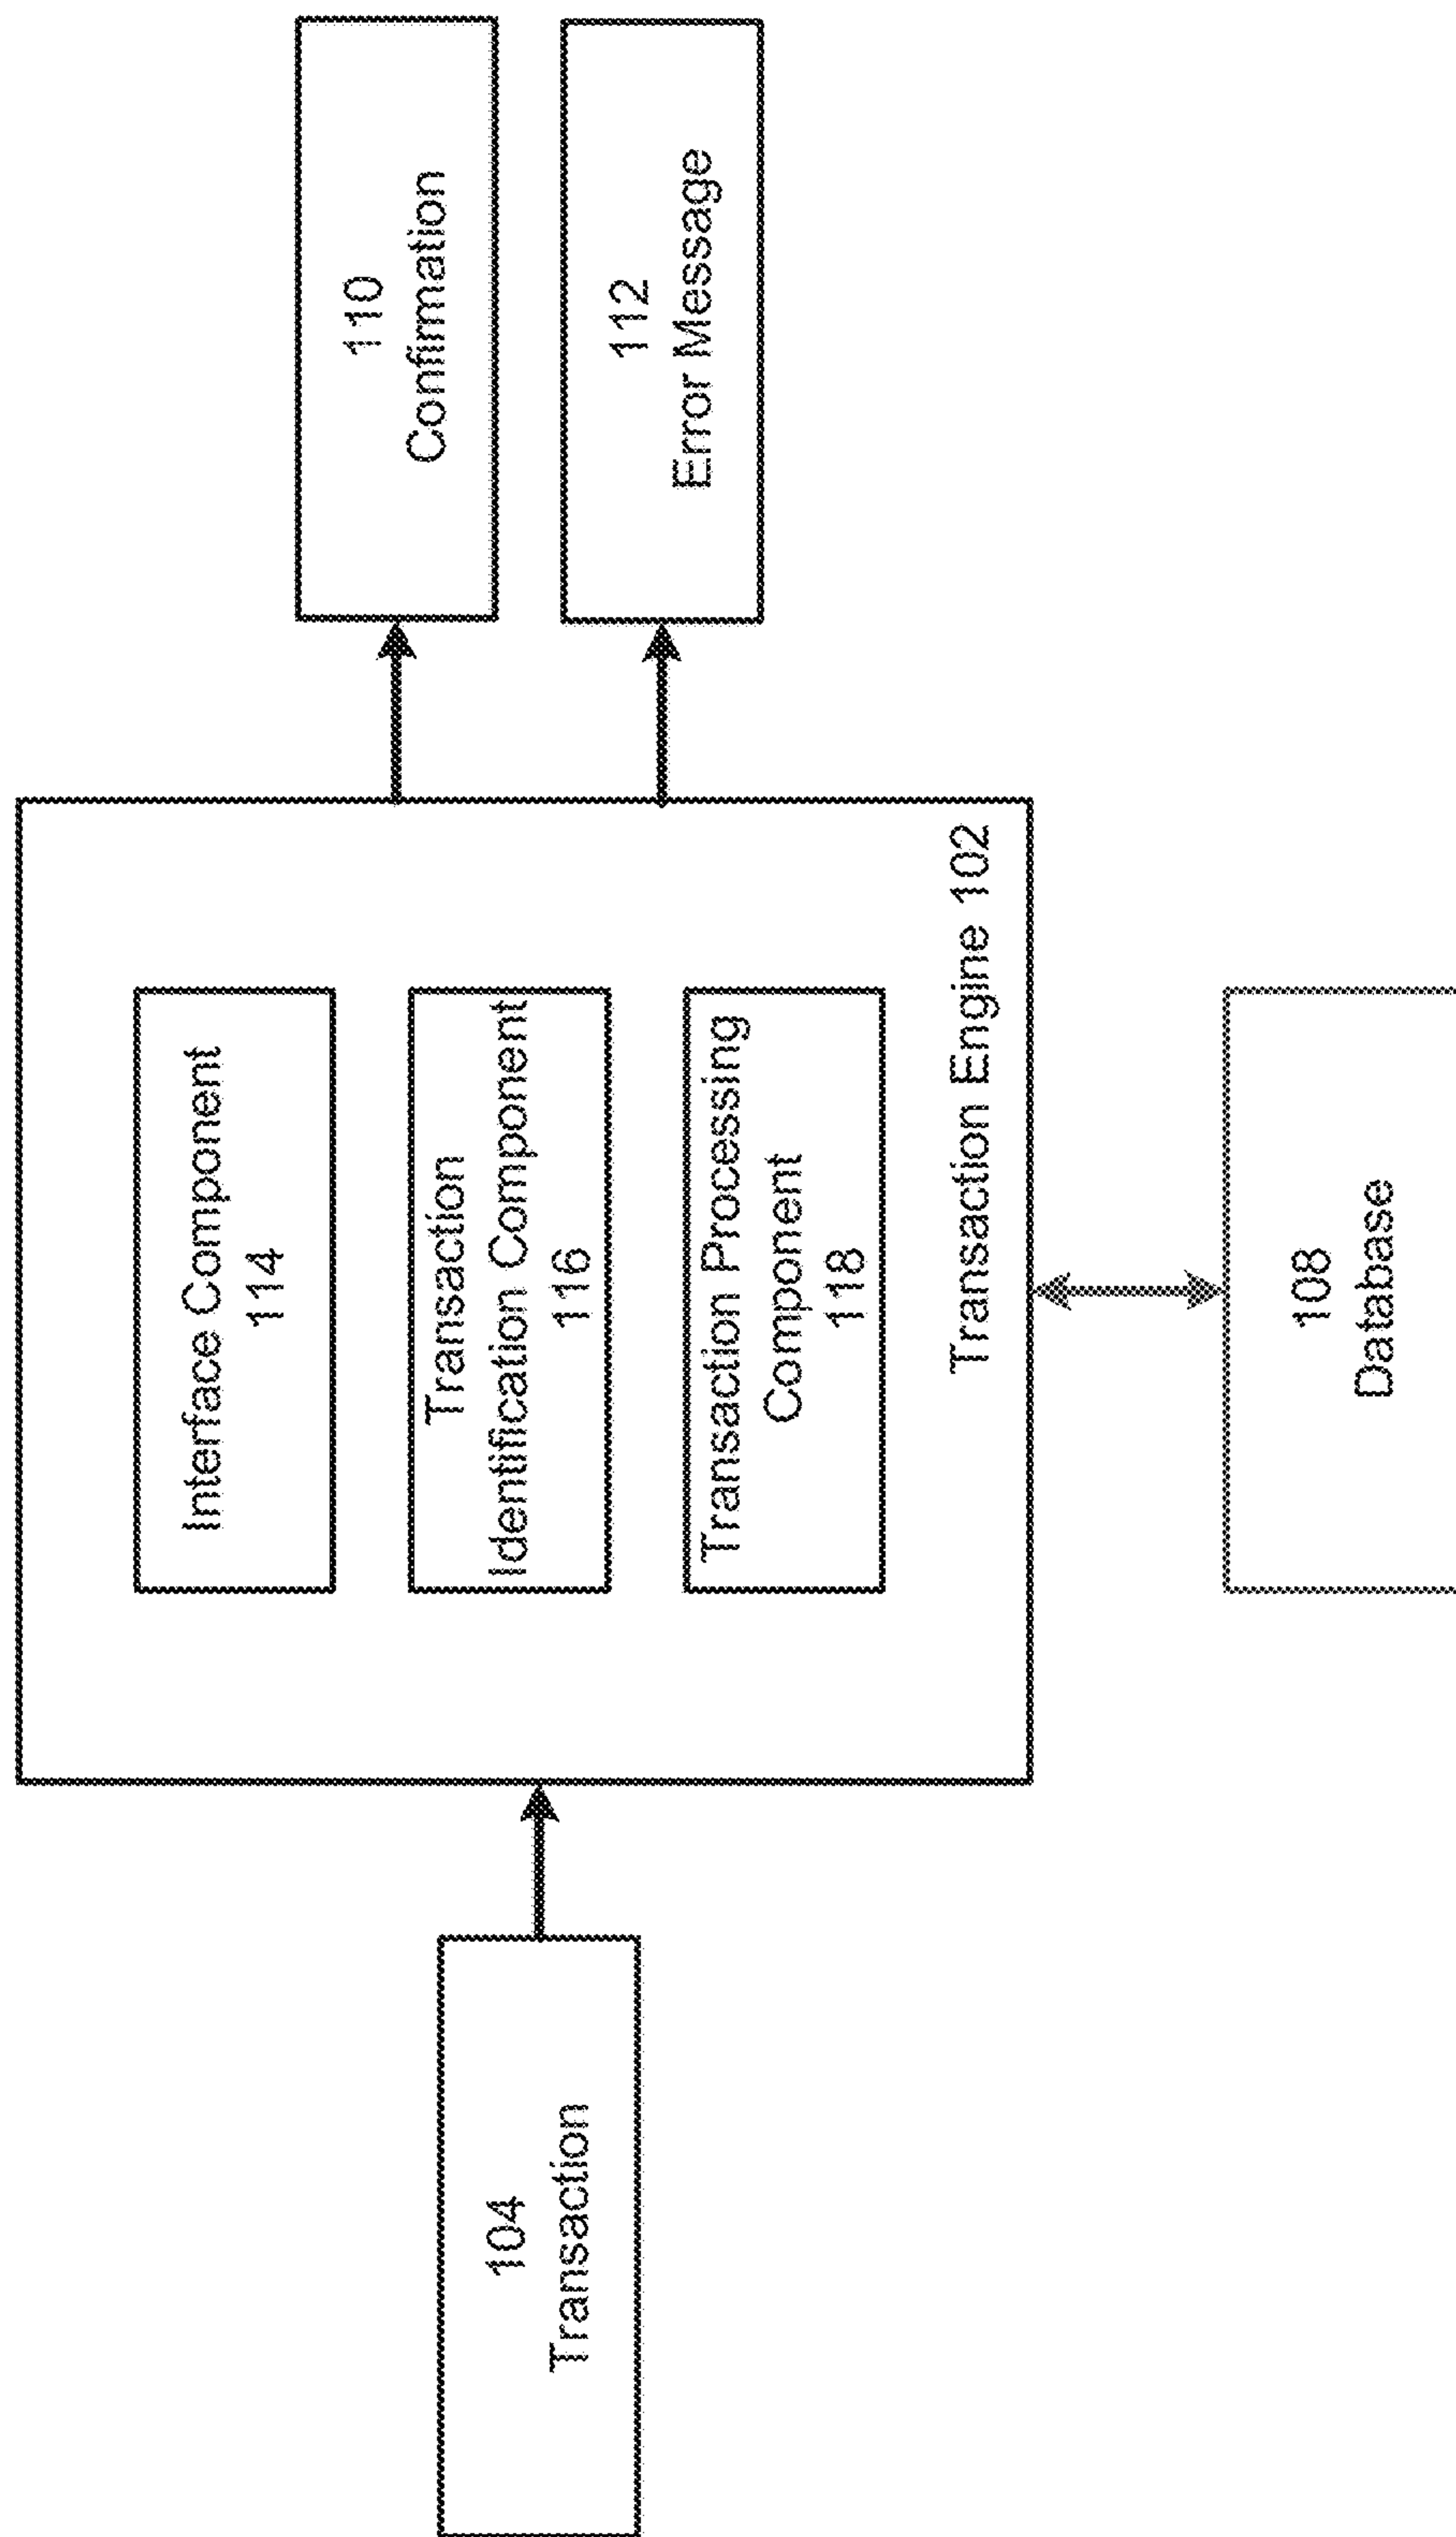 104
Transaction
Interface Component
114
Transaction
Identification Component
116
Transaction Processing
Component
118
Transaction Engine 102
108
Database
110
Confirmation
112
Error Message